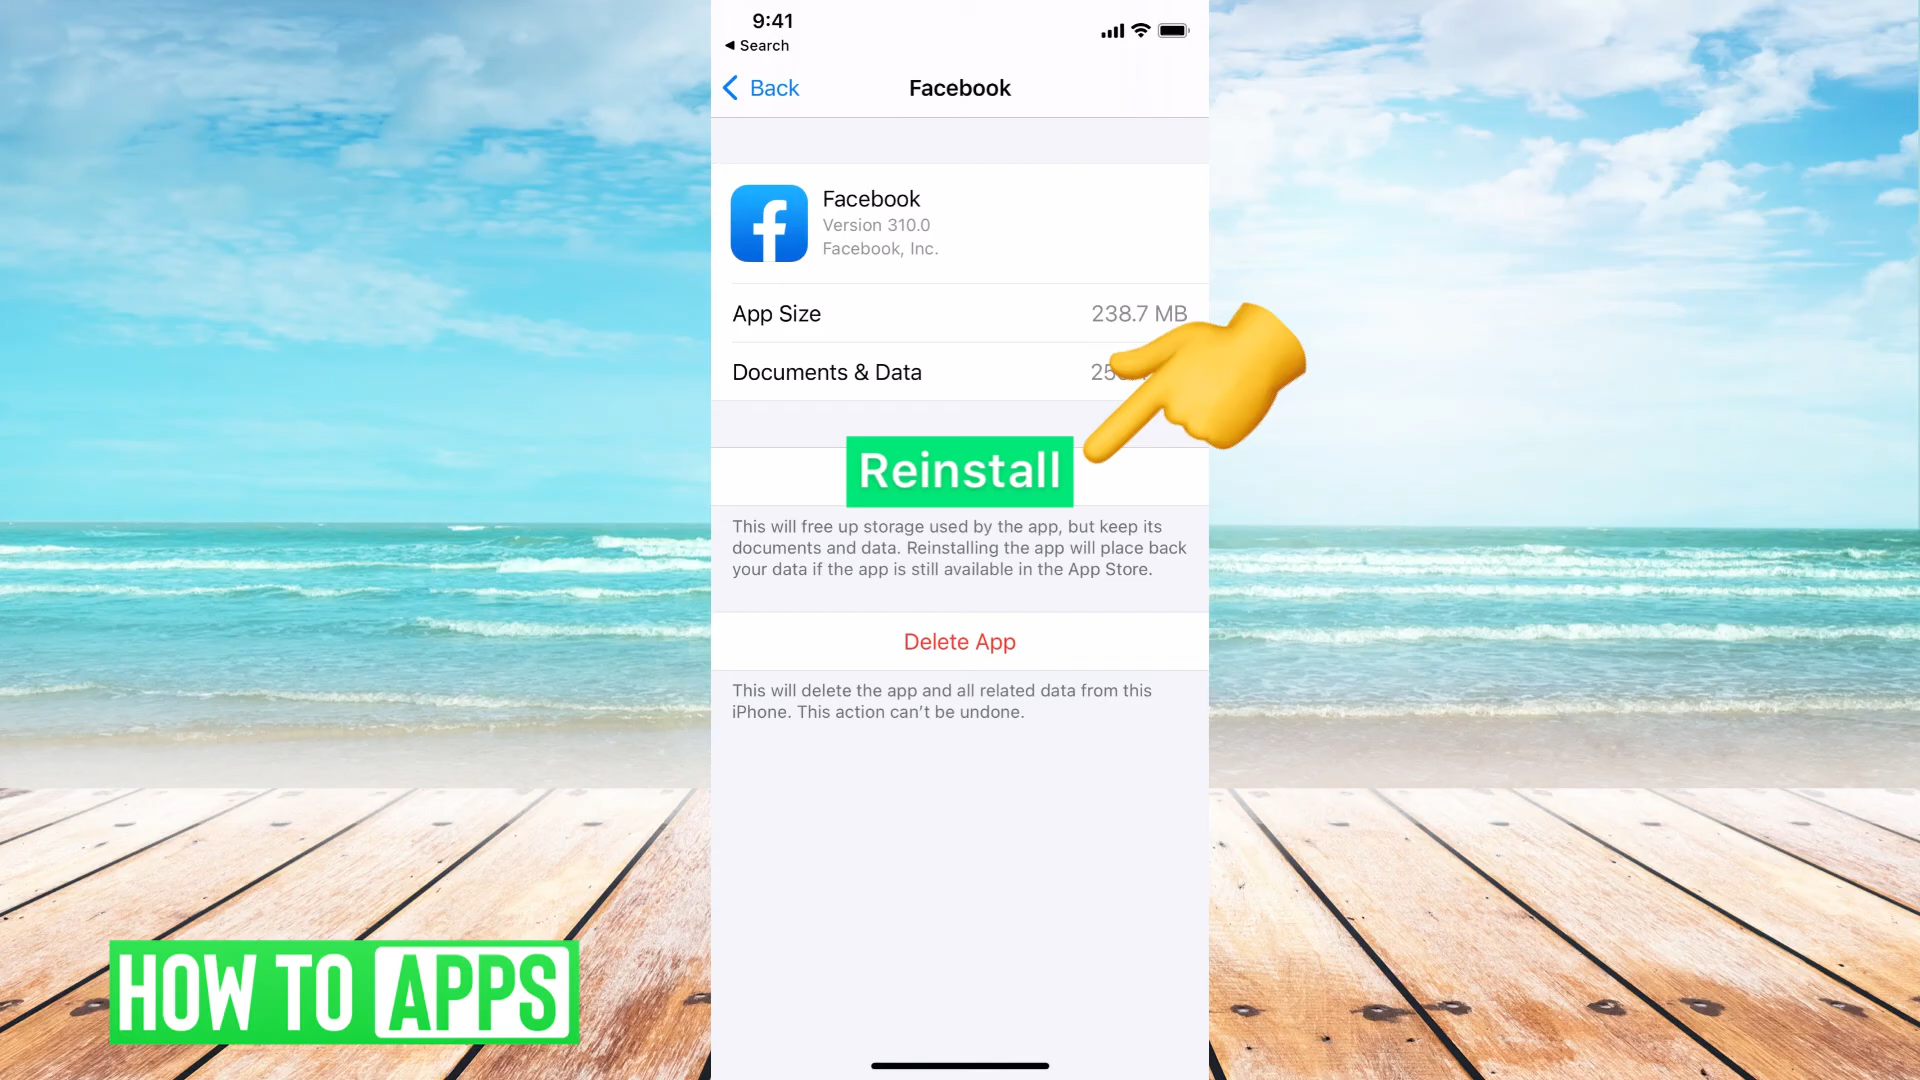 9:41
◀ Search
Back
Facebook
Facebook
Version 310.0
Facebook, Inc.
App Size 238.7 MB
Documents & Data
Reinstall
This will free up storage used by the app, but keep its
documents and data. Reinstalling the app will place back
your data if the app is still available in the App Store.
Delete App
This will delete the app and all related data from this
iPhone. This action can’t be undone.
HOW TO APPS